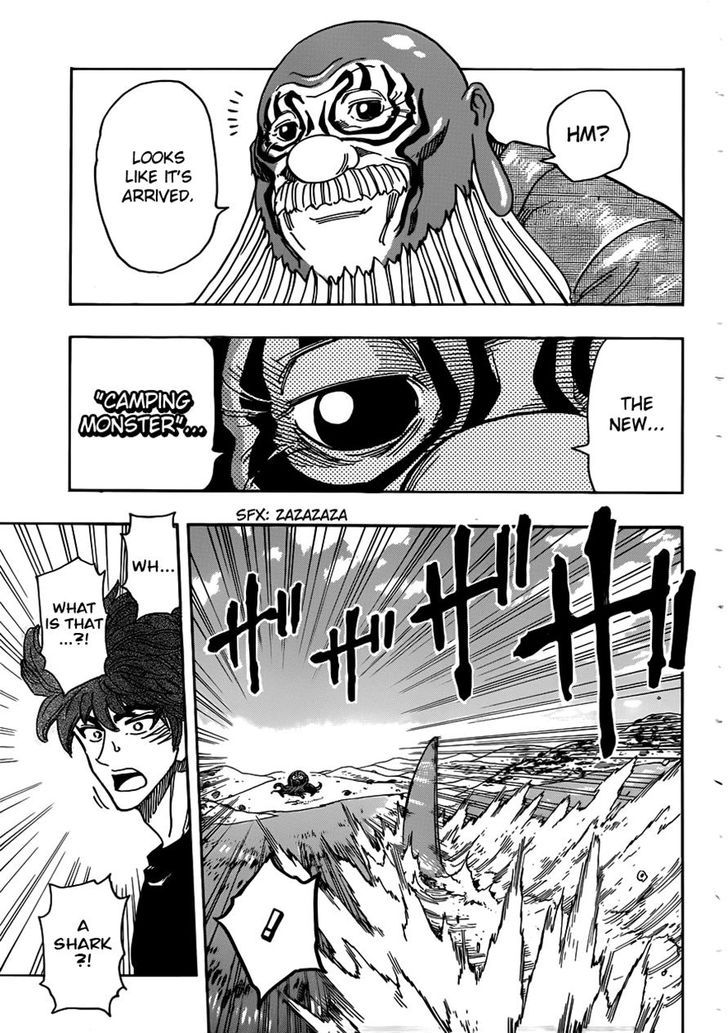 HM?
LOOKS
LIKE IT'S
ARRIVED.
THE
NEW...
"CAMPING
MONSTER"...
SFX: ZAZAZAZA
ザザザザ
!
WH...
WHAT
IS THAT
...?!
A
SHARK
?!